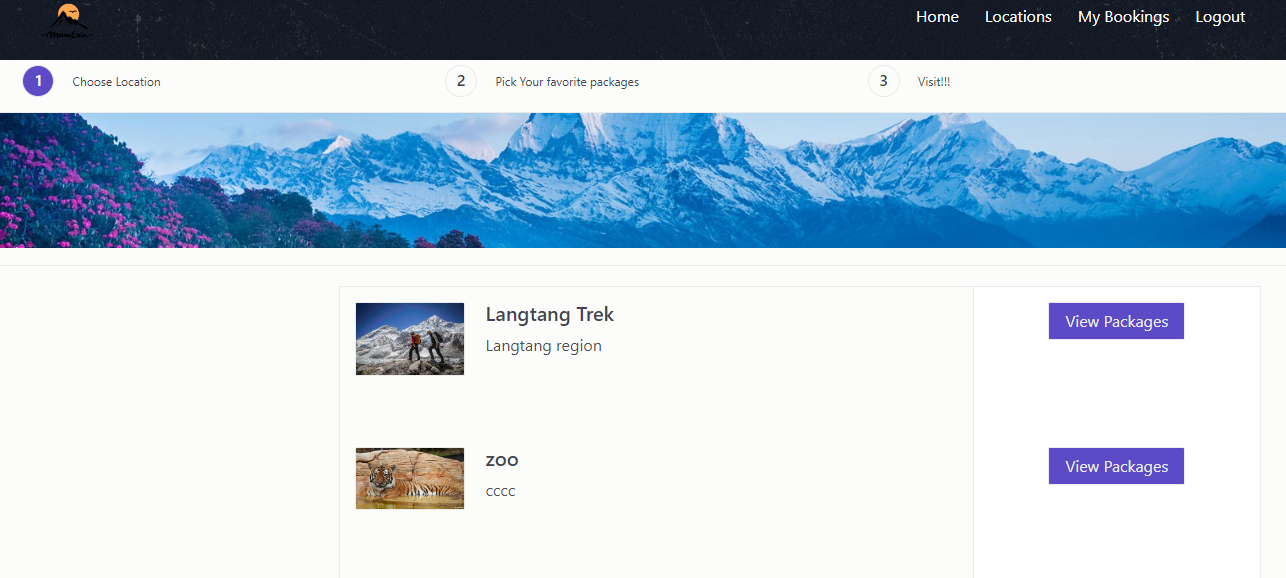 Home Locations My Bookings Logout
1 Choose Location 2 Pick Your favorite packages 3 Visit!!!
Langtang Trek View Packages
Langtang region
zoo View Packages
cccc